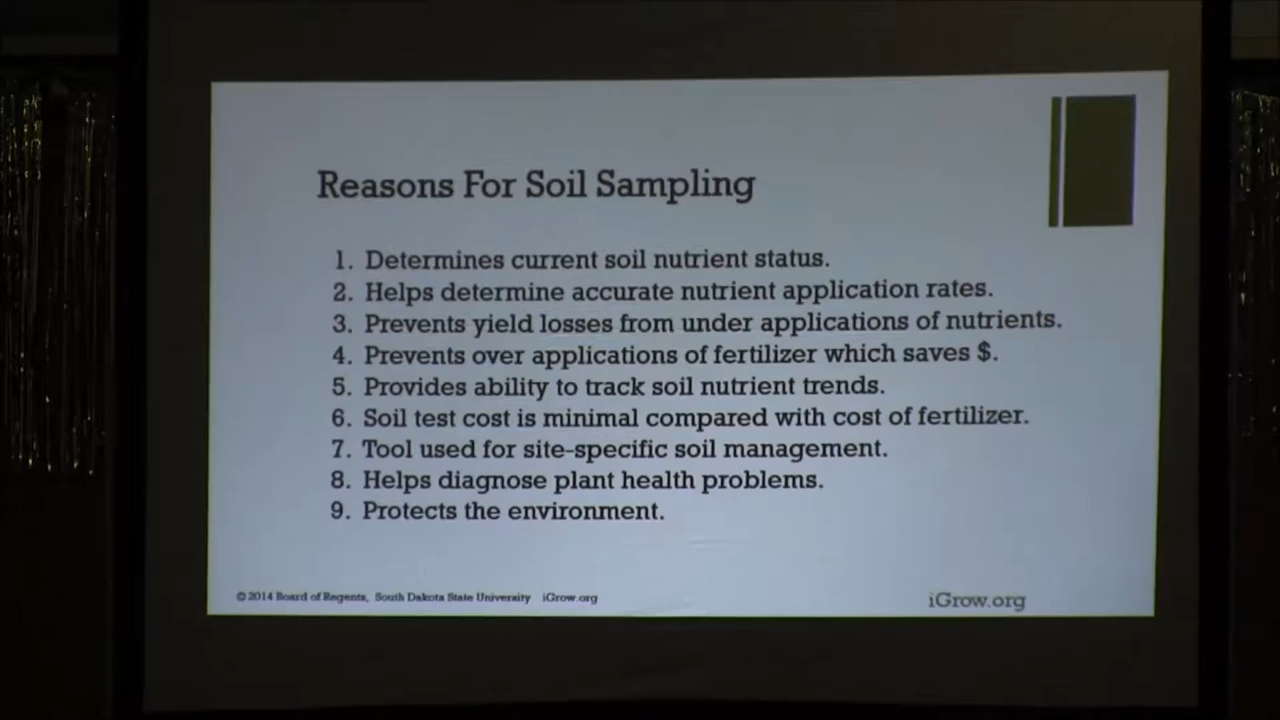 Reasons For Soil Sampling
1. Determines current soil nutrient status.
2. Helps determine accurate nutrient application rates.
3. Prevents yield losses from under applications of nutrients.
4. Prevents over applications of fertilizer which saves $.
5. Provides ability to track soil nutrient trends.
6. Soil test cost is minimal compared with cost of fertilizer.
7. Tool used for site-specific soil management.
8. Helps diagnose plant health problems.
9. Protects the environment.
© 2014 Board of Regents, South Dakota State University iGrow.org
iGrow.org